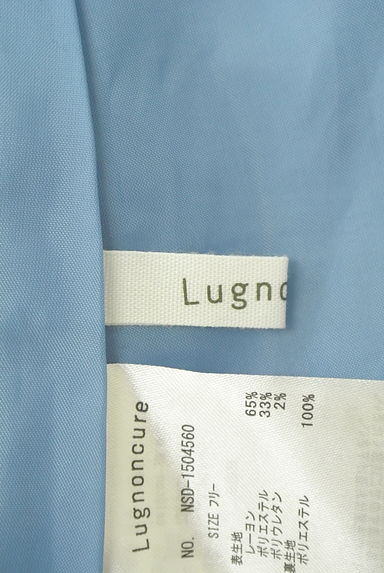 Lugno
Lugnoncure
NO. NSD-1504560
SIZE フリー
表生地
レーヨン 65%
ポリエステル 33%
ポリウレタン 2%
裏生地
ポリエステル 100%